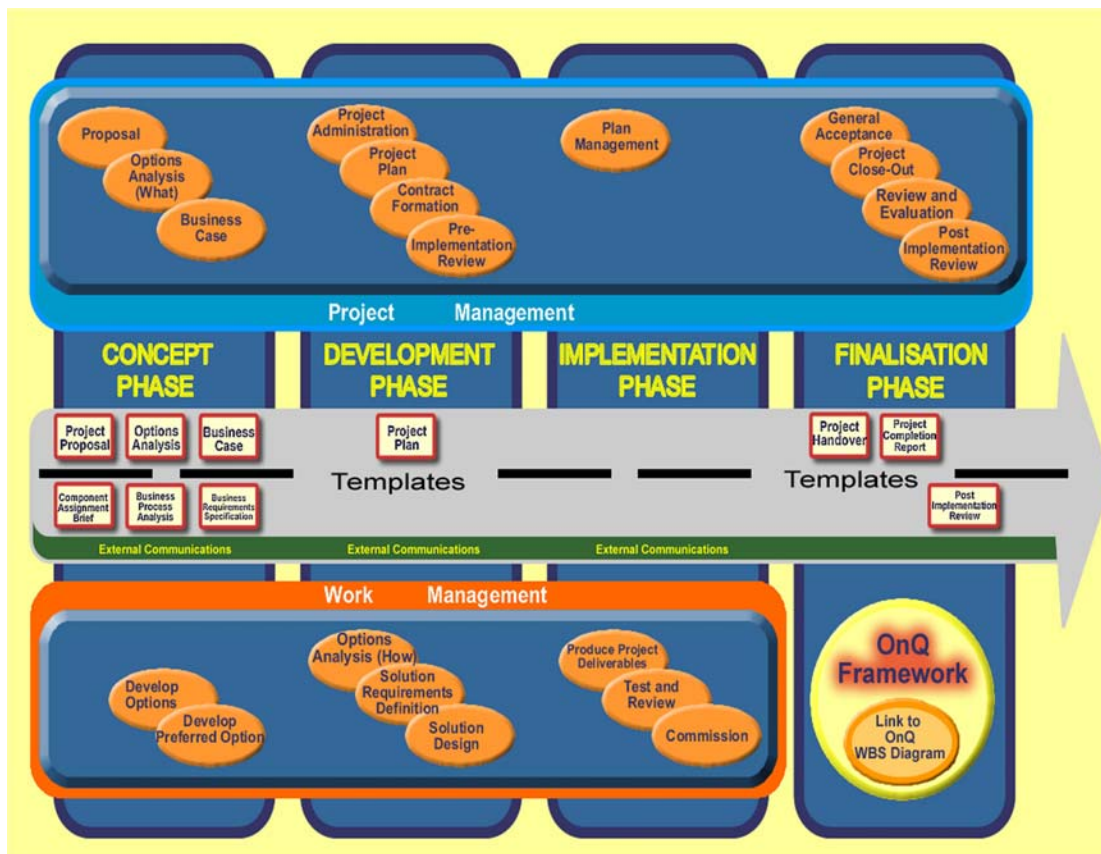 Proposal
Options
Analysis
(What)
Business
Case
Project
Administration
Project
Plan
Contract
Formation
Pre-
Implementation
Review
Plan
Management
General
Acceptance
Project
Close-Out
Review and
Evaluation
Post
Implementation
Review
Project Management
CONCEPT
PHASE
DEVELOPMENT
PHASE
IMPLEMENTATION
PHASE
FINALISATION
PHASE
Project
Proposal
Options
Analysis
Business
Case
Project
Plan
Project
Handover
Project
Completion
Report
Templates
Templates
Component
Assignment
Brief
Business
Process
Analysis
Business
Requirements
Specification
Post
Implementation
Review
External Communications
External Communications
External Communications
Work Management
Develop
Options
Develop
Preferred Option
Options
Analysis (How)
Solution
Requirements
Definition
Solution
Design
Produce Project
Deliverables
Test and
Review
Commission
OnQ
Framework
Link to
OnQ
WBS Diagram